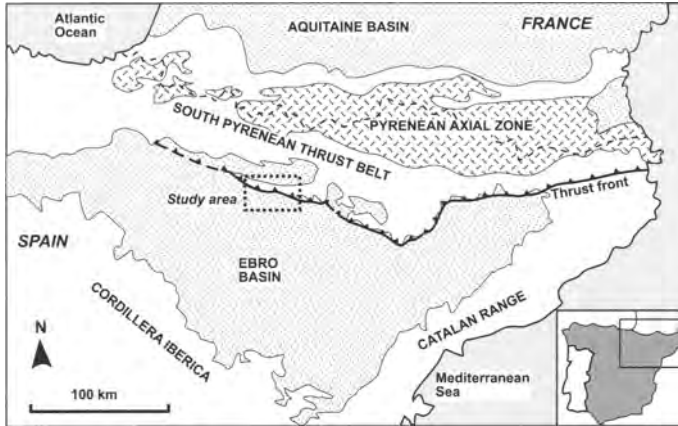 Atlantic
Ocean
AQUITAINE BASIN
FRANCE
SOUTH PYRENEAN THRUST BELT
PYRENEAN AXIAL ZONE
Study area
Thrust front
SPAIN
EBRO
BASIN
CORDILLERA IBERICA
CATALAN RANGE
N
100 km
Mediterranean
Sea